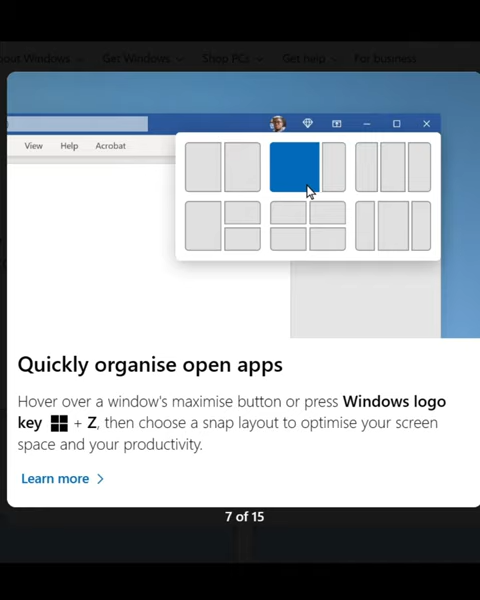 out Windows Get Windows Shop PCs Get help For business
View Help Acrobat
Quickly organise open apps
Hover over a window's maximise button or press Windows logo
key + Z, then choose a snap layout to optimise your screen
space and your productivity.
Learn more
7 of 15